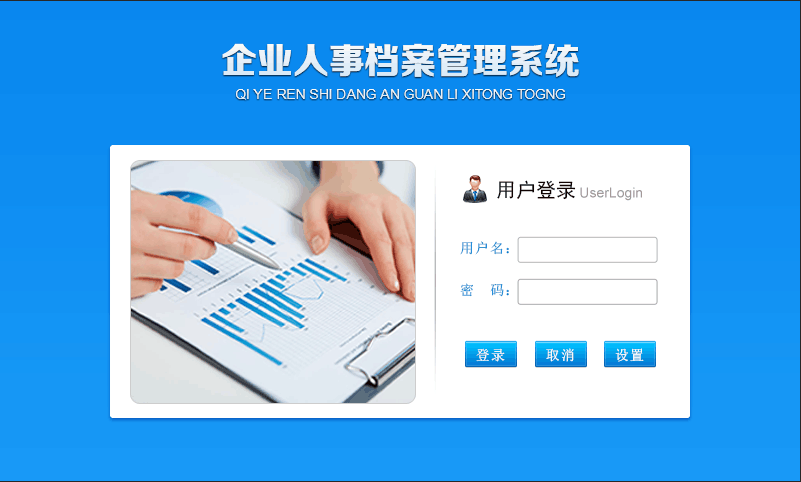 企业人事档案管理系统
QI YE REN SHI DANG AN GUAN LI XITONG TOGNG
用户登录 UserLogin
用户名：
密 码：
登录 取消 设置